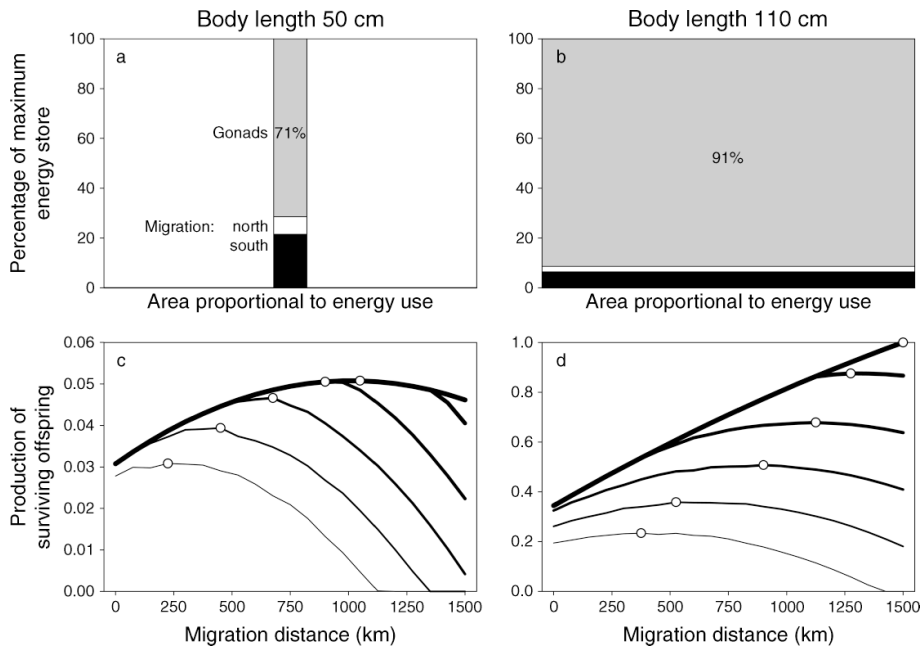 Body length 50 cm
Body length 110 cm
Percentage of maximum
energy store
100
80
60
40
20
0
a
Gonads 71%
Migration: north
south
Area proportional to energy use
100
80
60
40
20
0
b
91%
Area proportional to energy use
Production of
surviving offspring
0.06
0.05
0.04
0.03
0.02
0.01
0.00
c
0 250 500 750 1000 1250 1500
Migration distance (km)
1.0
0.8
0.6
0.4
0.2
0.0
d
0 250 500 750 1000 1250 1500
Migration distance (km)